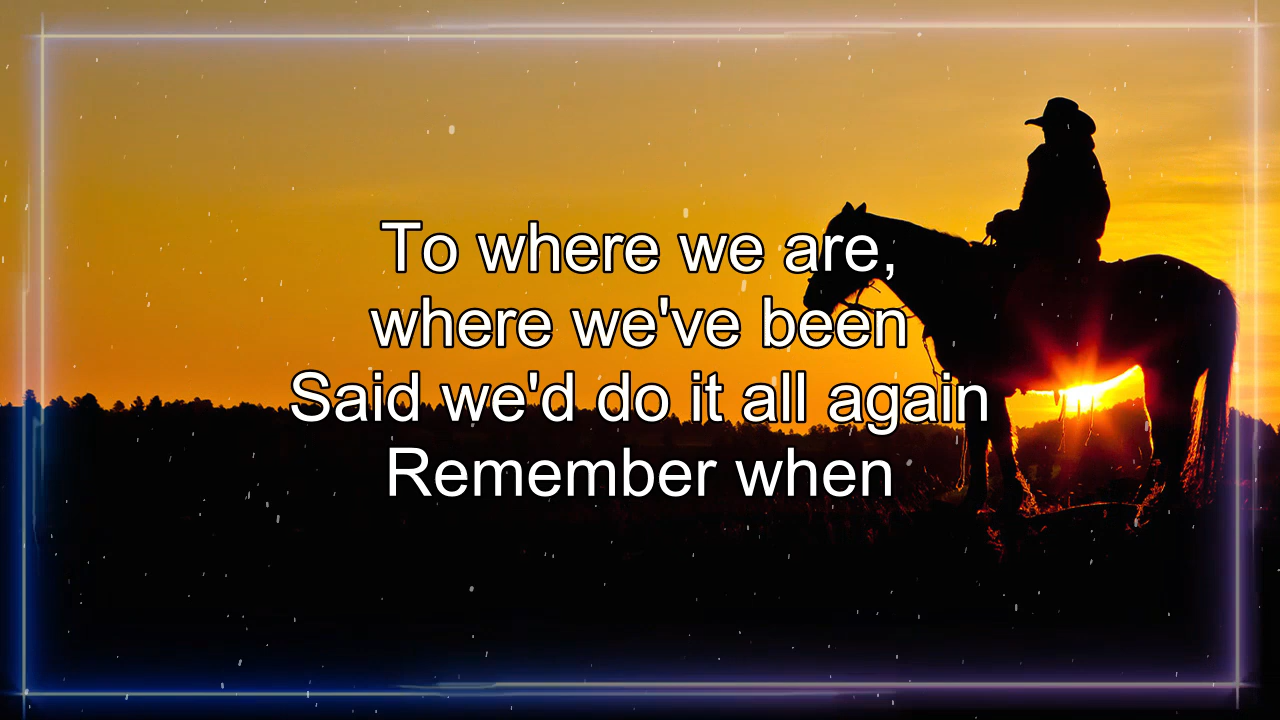 To where we are,
where we've been
Said we'd do it all again
Remember when